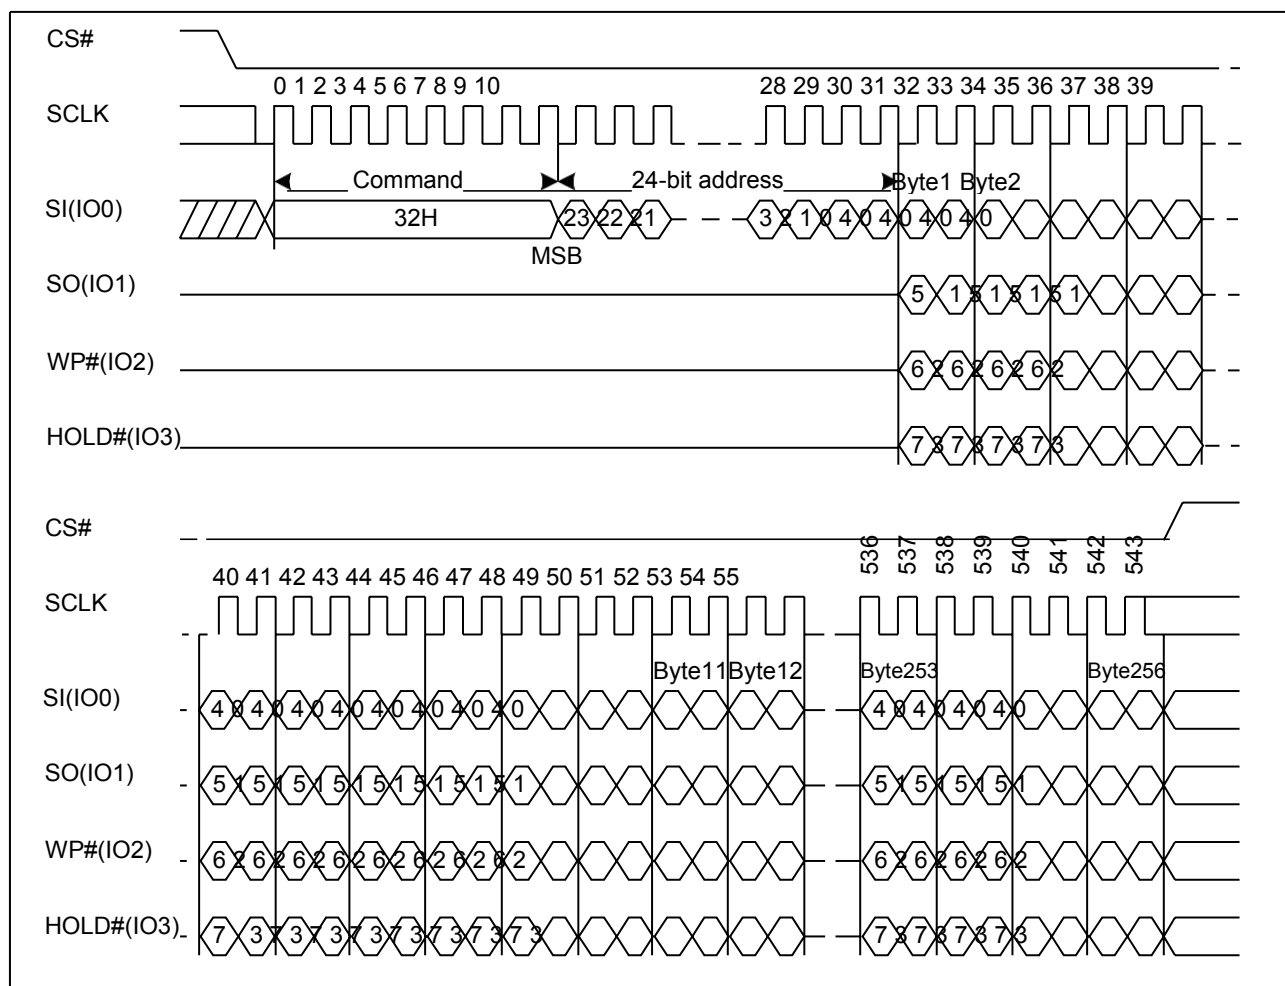 CS#
0 1 2 3 4 5 6 7 8 9 10 28 29 30 31 32 33 34 35 36 37 38 39
SCLK
Command 24-bit address Byte1 Byte2
SI(IO0) 32H 23 22 21 3 2 1 0 4 0 4 0 4 0 4 0
MSB
SO(IO1) 5 1 5 1 5 1 5 1
WP#(IO2) 6 2 6 2 6 2 6 2
HOLD#(IO3) 7 3 7 3 7 3 7 3
CS#
536 537 538 539 540 541 542 543
40 41 42 43 44 45 46 47 48 49 50 51 52 53 54 55
SCLK
Byte11 Byte12 Byte253 Byte256
SI(IO0) 4 0 4 0 4 0 4 0 4 0 4 0 4 0 4 0 4 0 4 0 4 0 4 0
SO(IO1) 5 1 5 1 5 1 5 1 5 1 5 1 5 1 5 1 5 1 5 1 5 1 5 1
WP#(IO2) 6 2 6 2 6 2 6 2 6 2 6 2 6 2 6 2 6 2 6 2 6 2 6 2
HOLD#(IO3) 7 3 7 3 7 3 7 3 7 3 7 3 7 3 7 3 7 3 7 3 7 3 7 3